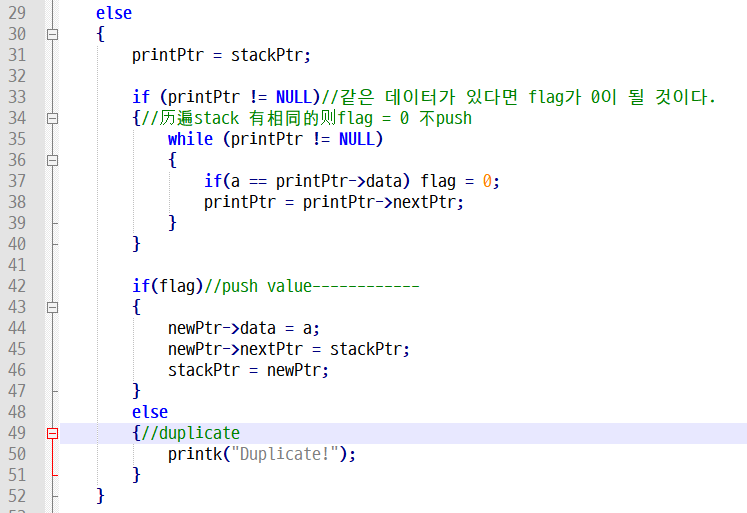 29 else
30 {
31 printPtr = stackPtr;
32
33 if (printPtr != NULL)//같은 데이터가 있다면 flag가 0이 될 것이다.
34 {//历遍stack 有相同的则flag = 0 不push
35 while (printPtr != NULL)
36 {
37 if(a == printPtr->data) flag = 0;
38 printPtr = printPtr->nextPtr;
39 }
40 }
41
42 if(flag)//push value------------
43 {
44 newPtr->data = a;
45 newPtr->nextPtr = stackPtr;
46 stackPtr = newPtr;
47 }
48 else
49 {//duplicate
50 printk("Duplicate!");
51 }
52 }